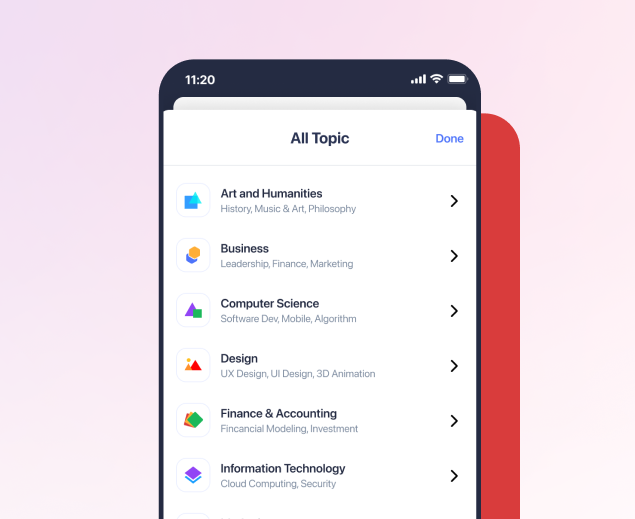 11:20
All Topic
Done
Art and Humanities
History, Music & Art, Philosophy
Business
Leadership, Finance, Marketing
Computer Science
Software Dev, Mobile, Algorithm
Design
UX Design, UI Design, 3D Animation
Finance & Accounting
Fincancial Modeling, Investment
Information Technology
Cloud Computing, Security